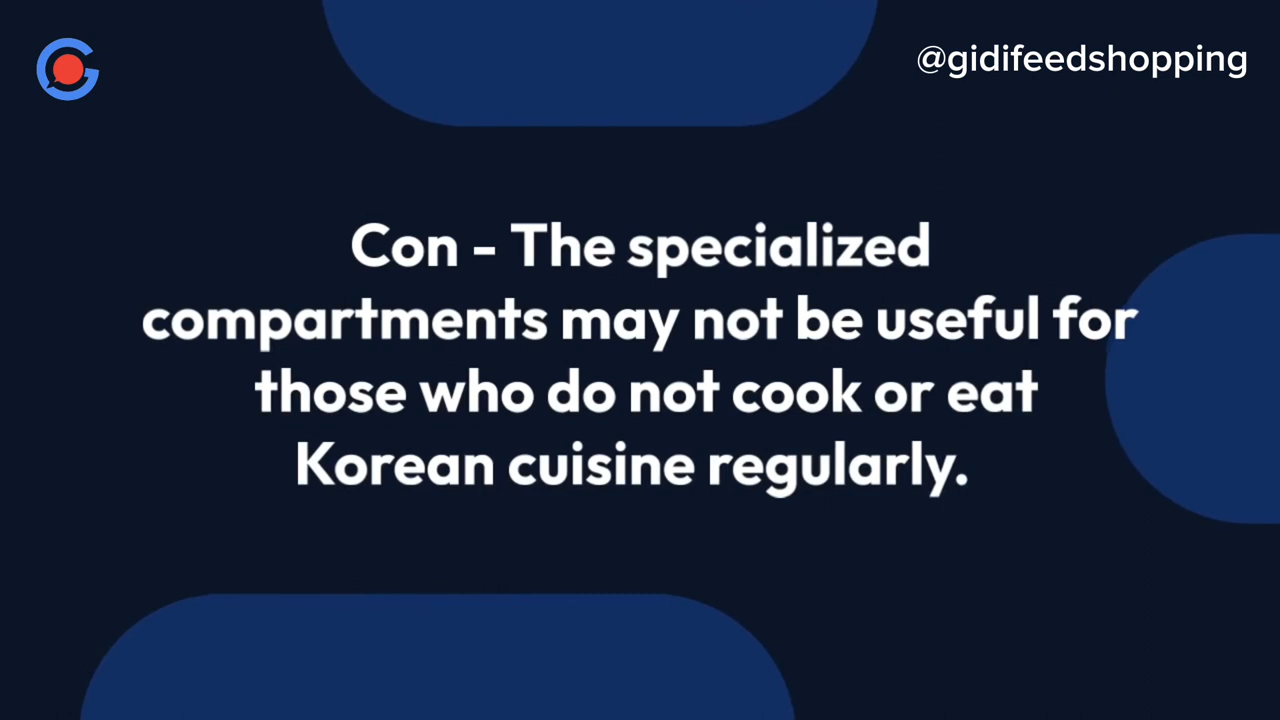 @gidifeedshopping
Con - The specialized
compartments may not be useful for
those who do not cook or eat
Korean cuisine regularly.